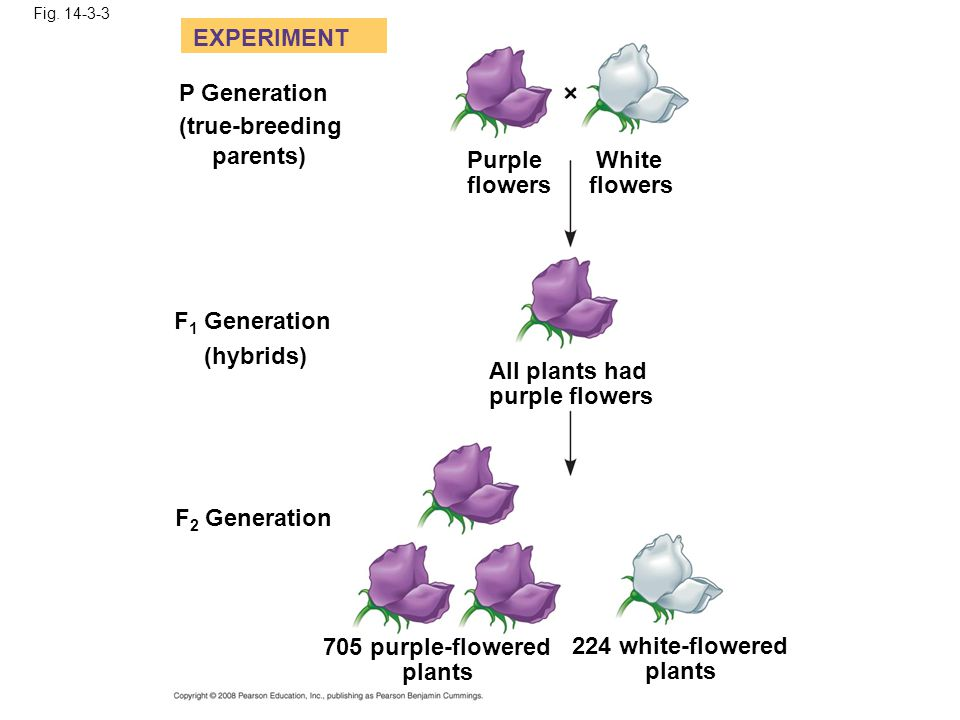 Fig. 14-3-3
EXPERIMENT
P Generation
(true-breeding
parents)
×
Purple
flowers
White
flowers
F₁ Generation
(hybrids)
All plants had
purple flowers
F₂ Generation
705 purple-flowered
plants
224 white-flowered
plants
Copyright © 2008 Pearson Education, Inc., publishing as Pearson Benjamin Cummings.